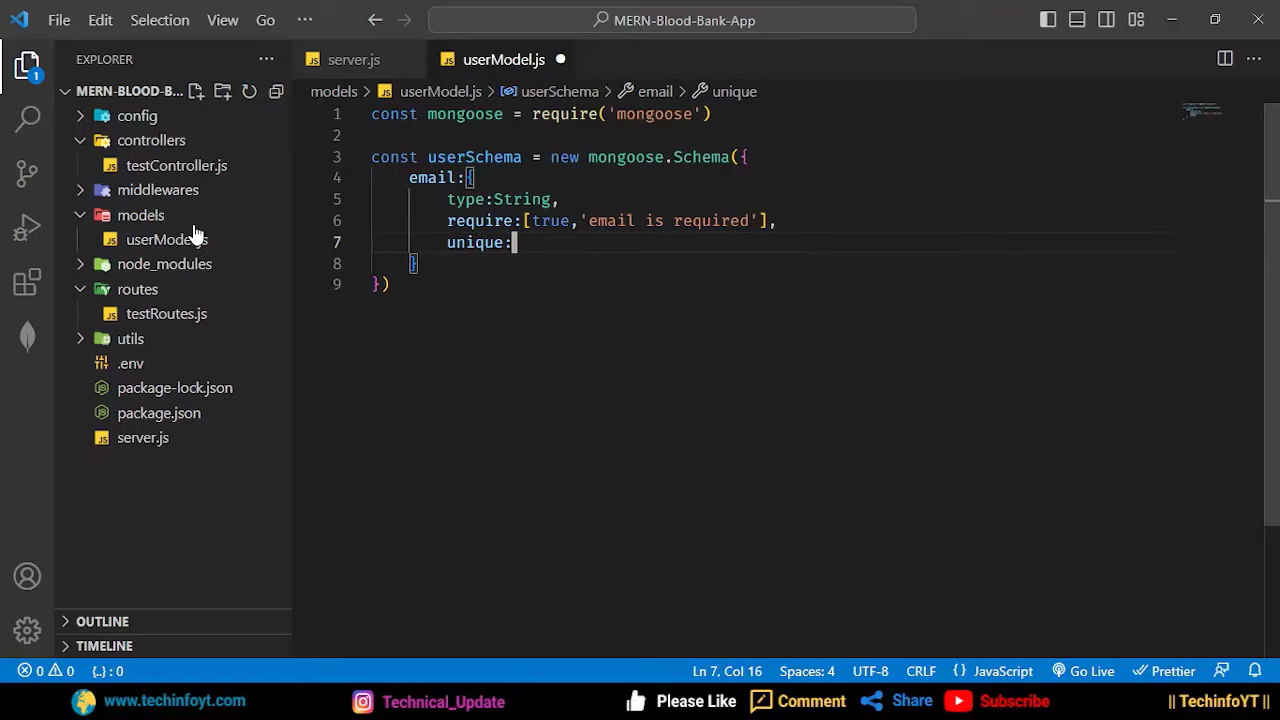 File Edit Selection View Go ··· MERN-Blood-Bank-App
EXPLORER ···
server.js
userModel.js
1
MERN-BLOOD-B...
models > userModel.js > userSchema > email > unique
config
controllers
testController.js
middlewares
models
userMode
node_modules
routes
testRoutes.js
utils
.env
package-lock.json
package.json
server.js
OUTLINE
TIMELINE
1 const mongoose = require('mongoose')
2
3 const userSchema = new mongoose.Schema({
4 email:{
5 type:String,
6 require:[true,'email is required'],
7 unique:
8 }
9 })
0 0 {..} : 0 Ln 7, Col 16 Spaces: 4 UTF-8 CRLF {} JavaScript Go Live Prettier
www.techinfoyt.com Technical_Update Please Like Comment Share Subscribe || TechinfoYT ||